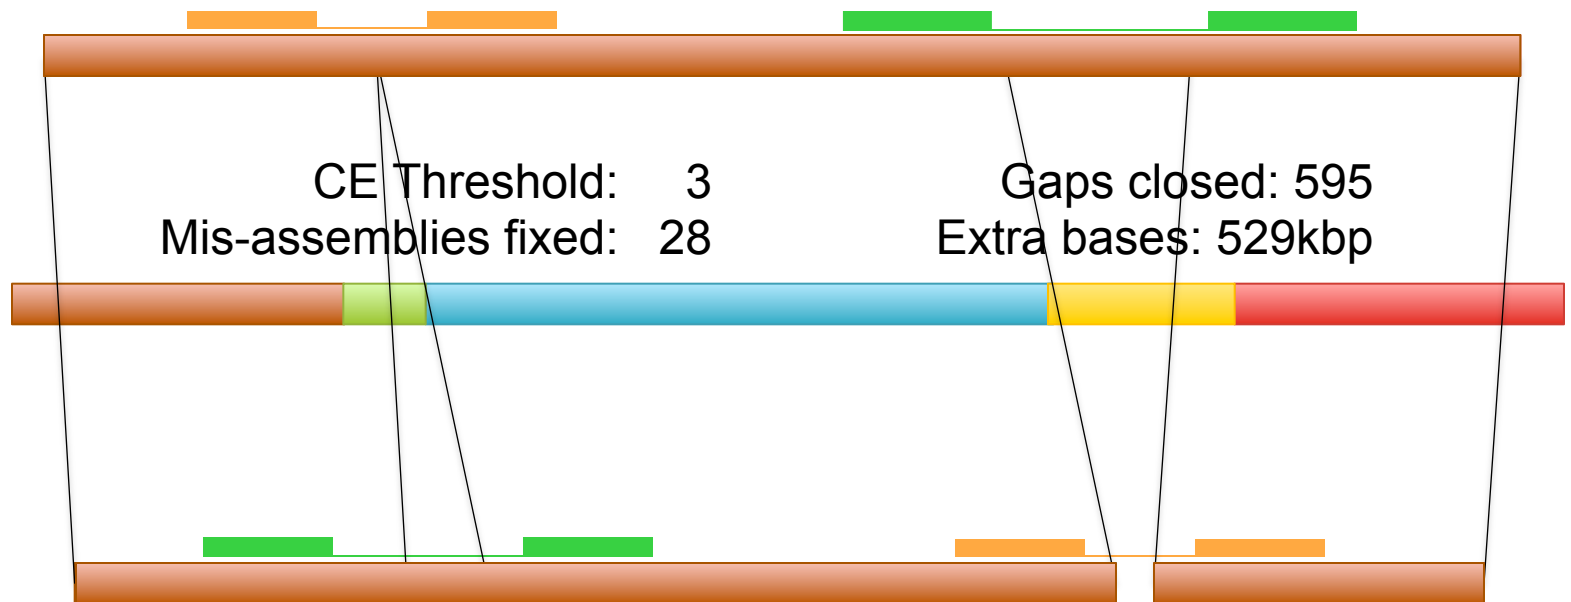 CE Threshold: 3
Mis-assemblies fixed: 28
Gaps closed: 595
Extra bases: 529kbp